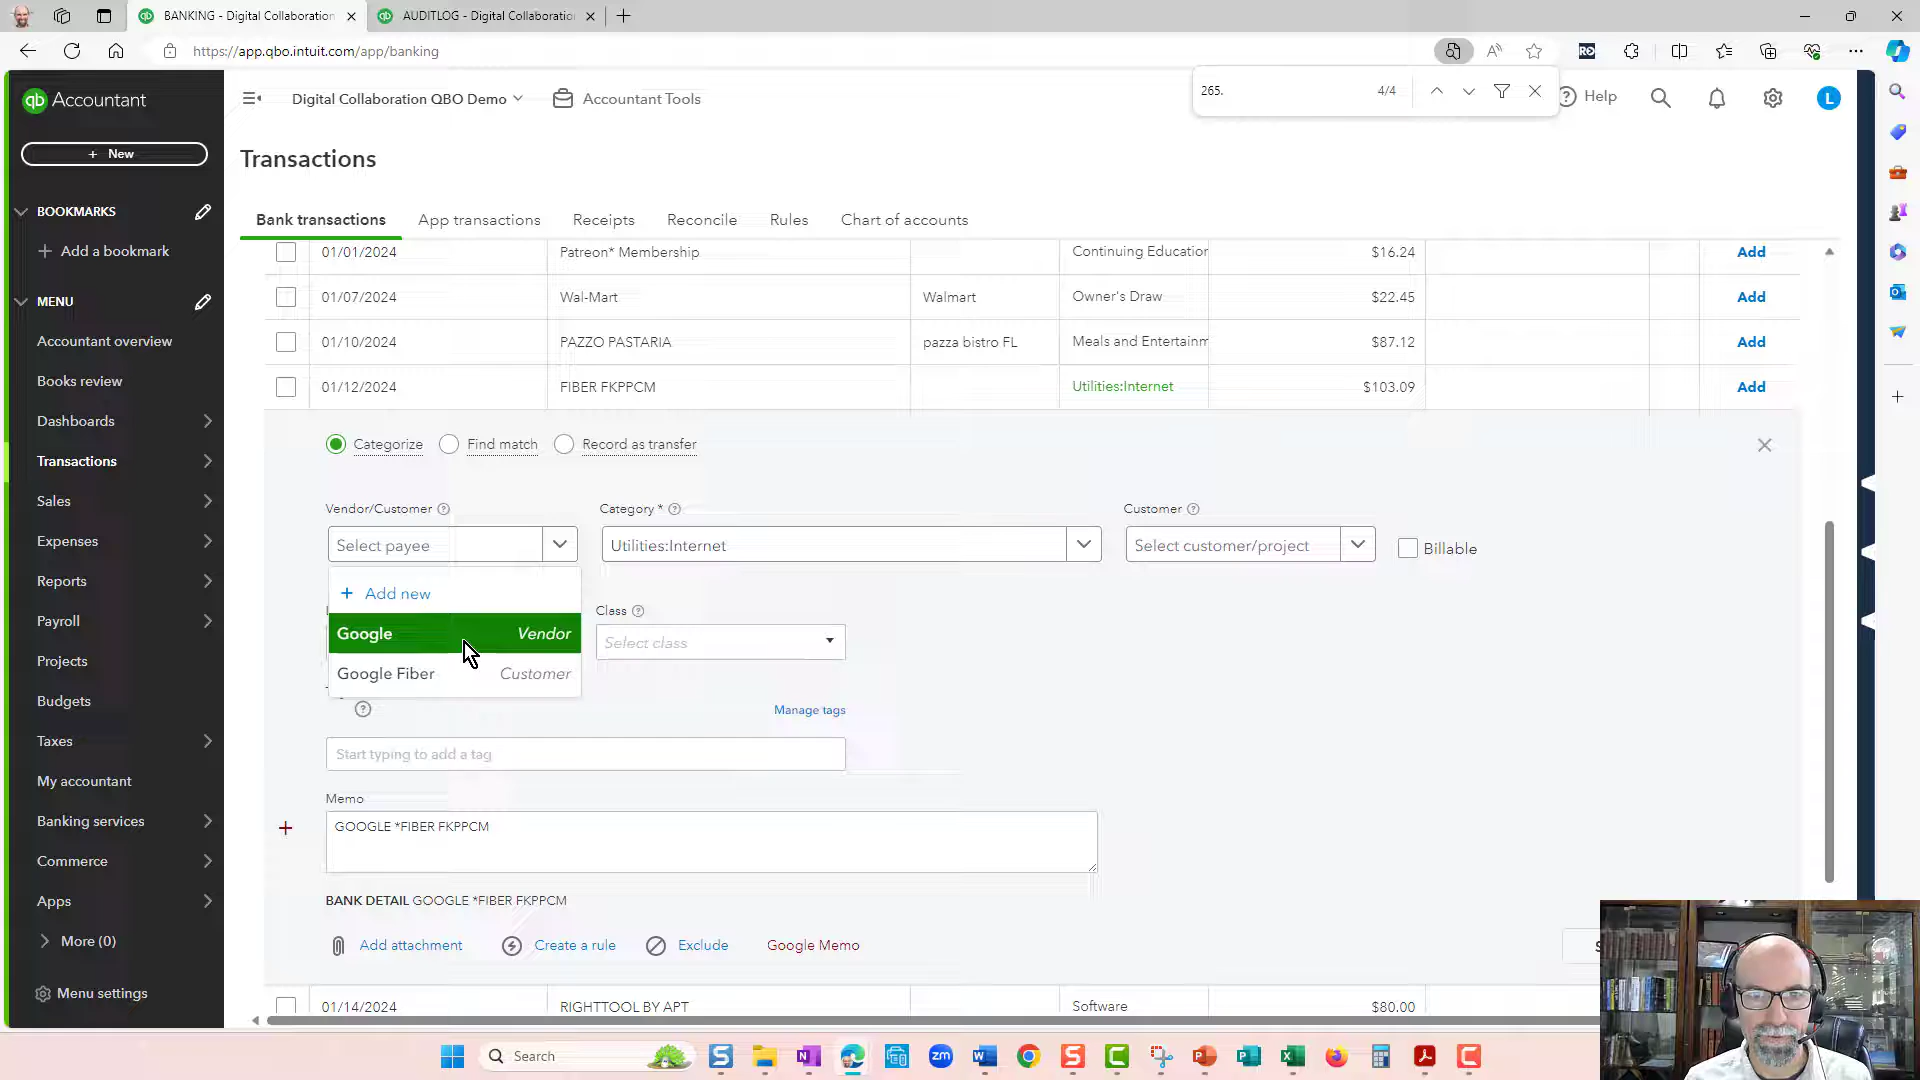 BANKING - Digital Collaboration
AUDITLOG - Digital Collaboratio
https://app.qbo.intuit.com/app/banking
265.
4/4
qb Accountant
Digital Collaboration QBO Demo
Accountant Tools
Help
L
+ New
Transactions
BOOKMARKS
Add a bookmark
MENU
Accountant overview
Books review
Dashboards
Transactions
Sales
Expenses
Reports
Payroll
Projects
Budgets
Taxes
My accountant
Banking services
Commerce
Apps
More (0)
Menu settings
Bank transactions App transactions Receipts Reconcile Rules Chart of accounts
01/01/2024 Patreon* Membership Continuing Education $16.24 Add
01/07/2024 Wal-Mart Walmart Owner's Draw $22.45 Add
01/10/2024 PAZZO PASTARIA pazza bistro FL Meals and Entertainm $87.12 Add
01/12/2024 FIBER FKPPCM Utilities:Internet $103.09 Add
Categorize Find match Record as transfer
Vendor/Customer Category * Customer
Select payee Utilities:Internet Select customer/project Billable
+ Add new
Class
Google Vendor
Select class
Google Fiber Customer
Manage tags
Start typing to add a tag
Memo
GOOGLE *FIBER FKPPCM
BANK DETAIL GOOGLE *FIBER FKPPCM
Add attachment Create a rule Exclude Google Memo
01/14/2024 RIGHTTOOL BY APT Software $80.00
Search